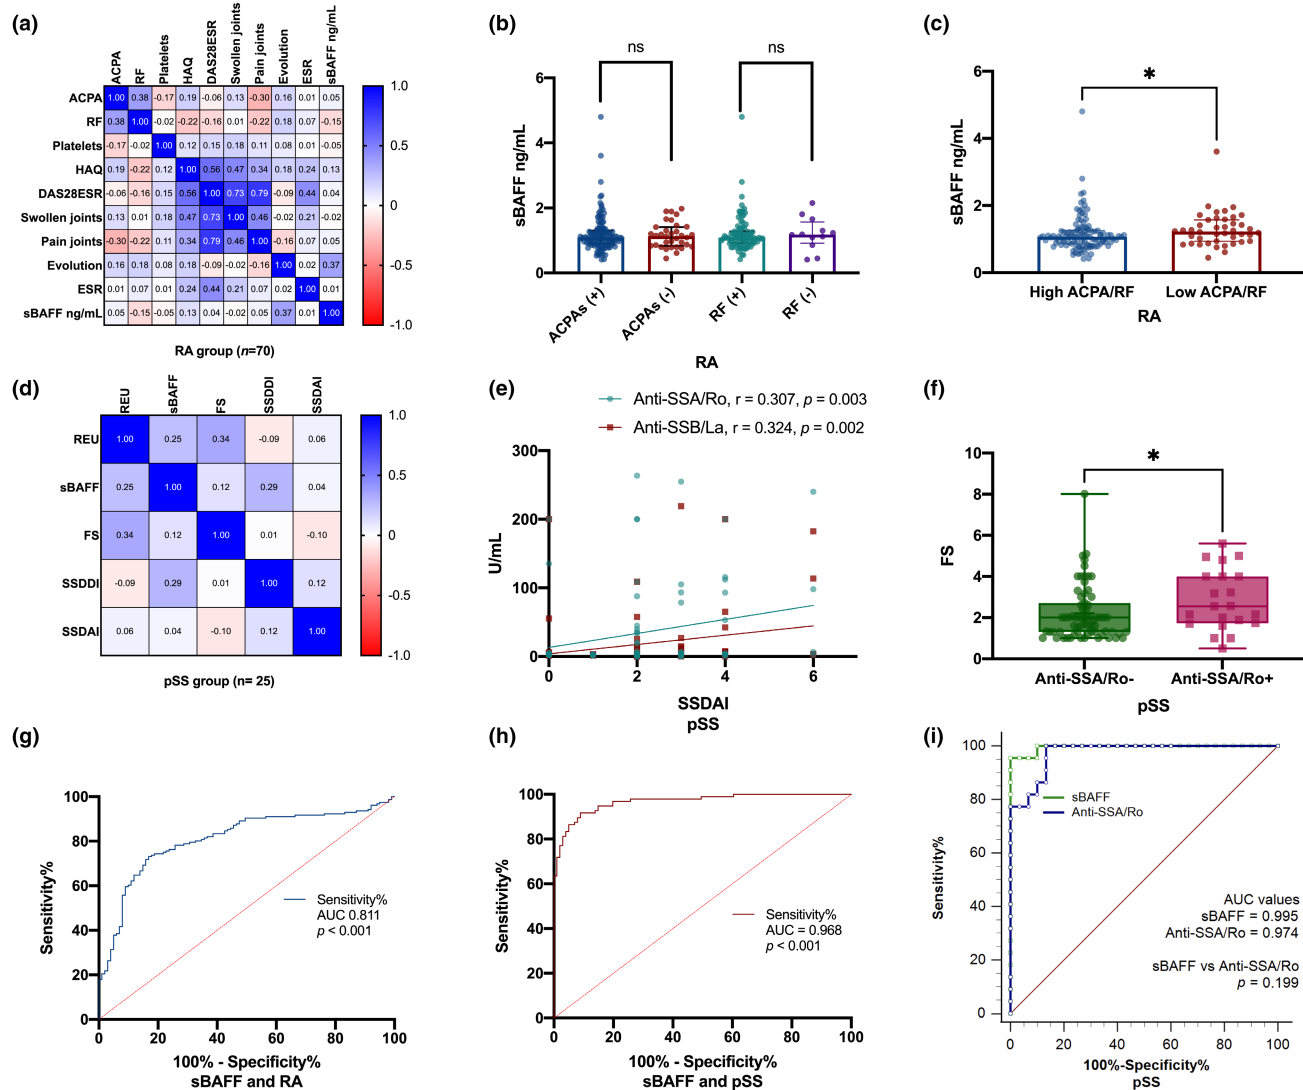 (a)
ACPA
RF
Platelets
HAQ
DAS28ESR
Swollen joints
Pain joints
Evolution
ESR
sBAFF ng/mL
ACPA 1.00 0.38 -0.17 0.19 -0.06 0.13 -0.30 0.16 0.01 0.05
RF 0.38 1.00 -0.02 -0.22 -0.16 0.01 -0.22 0.18 0.07 -0.15
Platelets -0.17 -0.02 1.00 0.12 0.15 0.18 0.11 0.08 0.01 -0.05
HAQ 0.19 -0.22 0.12 1.00 0.56 0.47 0.34 0.18 0.24 0.13
DAS28ESR -0.06 -0.16 0.15 0.56 1.00 0.73 0.79 -0.09 0.44 0.04
Swollen joints 0.13 0.01 0.18 0.47 0.73 1.00 0.46 -0.02 0.21 -0.02
Pain joints -0.30 -0.22 0.11 0.34 0.79 0.46 1.00 -0.16 0.07 0.05
Evolution 0.16 0.18 0.08 0.18 -0.09 -0.02 -0.16 1.00 0.02 0.37
ESR 0.01 0.07 0.01 0.24 0.44 0.21 0.07 0.02 1.00 0.01
sBAFF ng/mL 0.05 -0.15 -0.05 0.13 0.04 -0.02 0.05 0.37 0.01 1.00
1.0
0.5
0
-0.5
-1.0
RA group (n=70)
(b)
ns
ns
sBAFF ng/mL
6
4
2
0
ACPAs (+)
ACPAs (-)
RF (+)
RF (-)
RA
(c)
*
sBAFF ng/mL
6
4
2
0
High ACPA/RF
Low ACPA/RF
RA
(d)
REU
sBAFF
FS
SSDDI
SSDAI
REU 1.00 0.25 0.34 -0.09 0.06
sBAFF 0.25 1.00 0.12 0.29 0.04
FS 0.34 0.12 1.00 0.01 -0.10
SSDDI -0.09 0.29 0.01 1.00 0.12
SSDAI 0.06 0.04 -0.10 0.12 1.00
1.0
0.5
0
-0.5
-1.0
pSS group (n= 25)
(e)
Anti-SSA/Ro, r = 0.307, p = 0.003
Anti-SSB/La, r = 0.324, p = 0.002
U/mL
300
200
100
0
0 2 4 6
SSDAI
pSS
(f)
*
FS
10
8
6
4
2
0
Anti-SSA/Ro-
Anti-SSA/Ro+
pSS
(g)
Sensitivity%
100
80
60
40
20
0
Sensitivity%
AUC 0.811
p < 0.001
0 20 40 60 80 100
100% - Specificity%
sBAFF and RA
(h)
Sensitivity%
100
80
60
40
20
0
Sensitivity%
AUC = 0.968
p < 0.001
0 20 40 60 80 100
100% - Specificity%
sBAFF and pSS
(i)
Sensitivity%
100
80
60
40
20
0
sBAFF
Anti-SSA/Ro
AUC values
sBAFF = 0.995
Anti-SSA/Ro = 0.974
sBAFF vs Anti-SSA/Ro
p = 0.199
0 20 40 60 80 100
100%-Specificity%
pSS